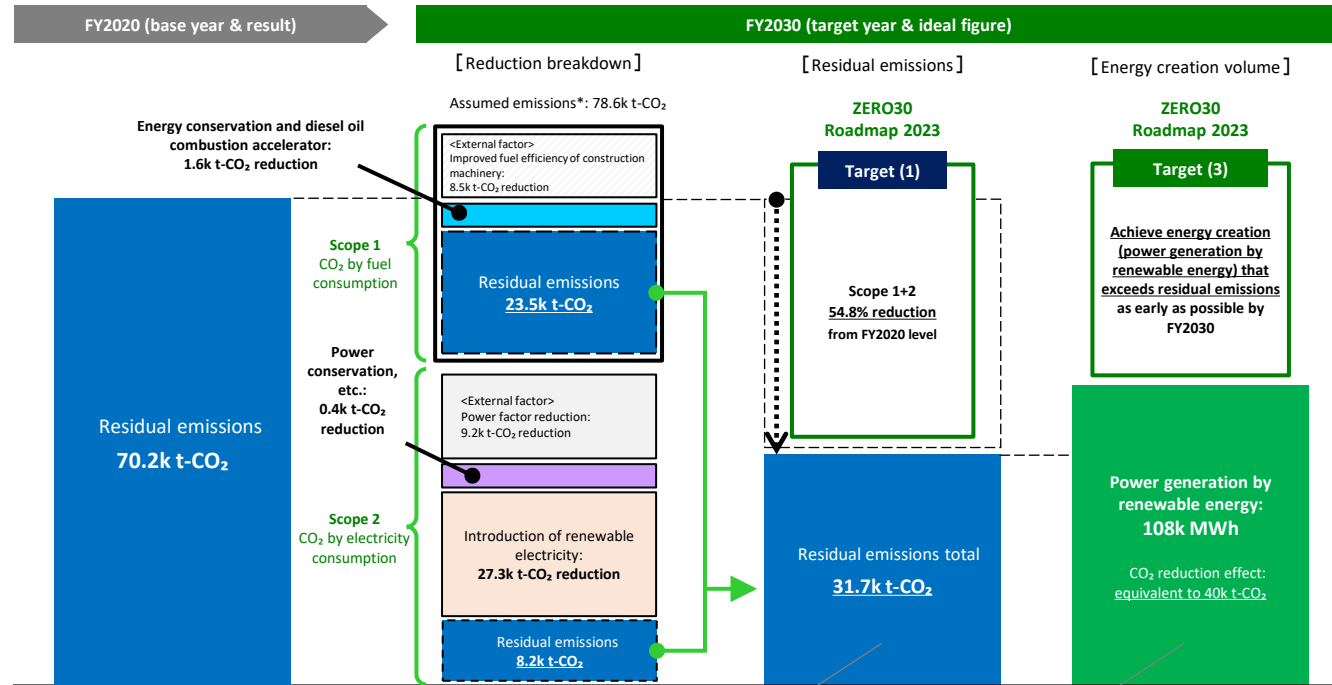 FY2020 (base year & result)
FY2030 (target year & ideal figure)
[Reduction breakdown]
[Residual emissions]
[Energy creation volume]
Assumed emissions*: 78.6k t-CO₂
ZERO30
Roadmap 2023
ZERO30
Roadmap 2023
Energy conservation and diesel oil
combustion accelerator:
1.6k t-CO₂ reduction
<External factor>
Improved fuel efficiency of construction
machinery:
8.5k t-CO₂ reduction
Target (1)
Target (3)
Scope 1
CO₂ by fuel
consumption
Residual emissions
23.5k t-CO₂
Scope 1+2
54.8% reduction
from FY2020 level
Achieve energy creation
(power generation by
renewable energy) that
exceeds residual emissions
as early as possible by
FY2030
Power
conservation,
etc.:
0.4k t-CO₂
reduction
<External factor>
Power factor reduction:
9.2k t-CO₂ reduction
Residual emissions
70.2k t-CO₂
Scope 2
CO₂ by electricity
consumption
Introduction of renewable
electricity:
27.3k t-CO₂ reduction
Residual emissions
8.2k t-CO₂
Residual emissions total
31.7k t-CO₂
Power generation by
renewable energy:
108k MWh
CO₂ reduction effect:
equivalent to 40k t-CO₂